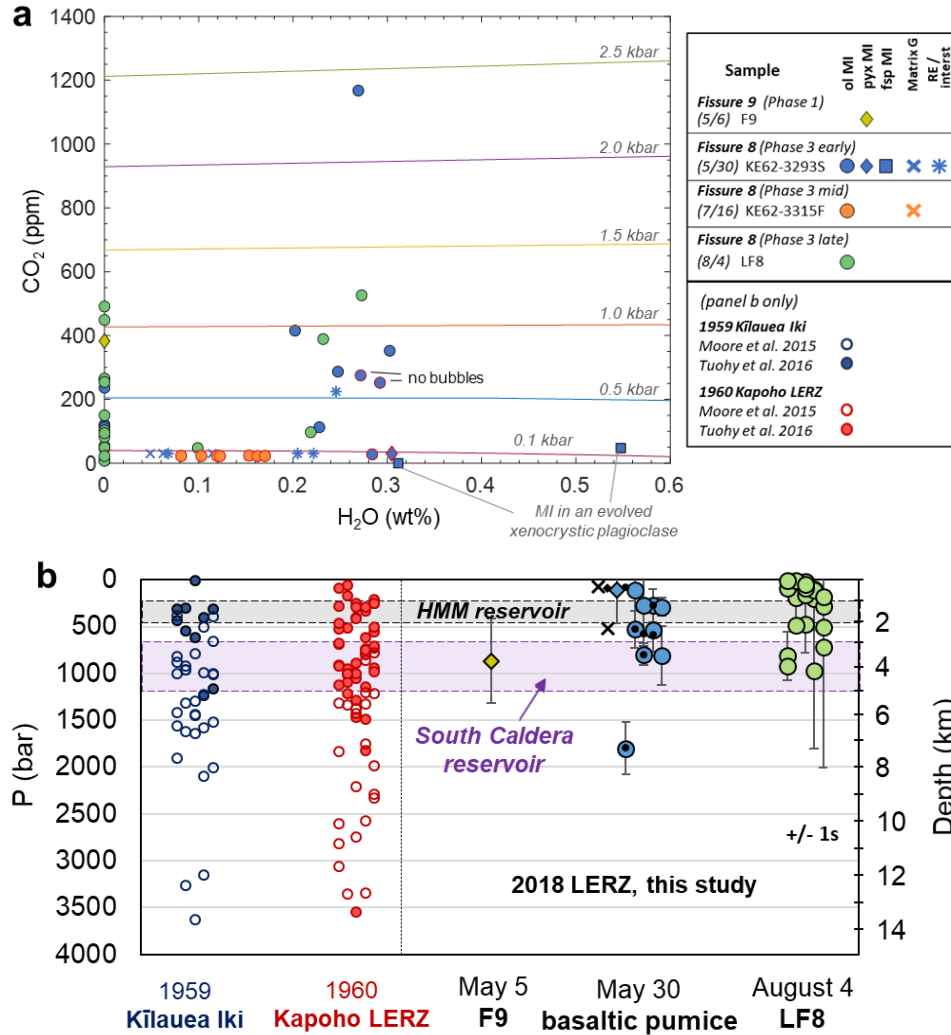 a
1400
1200
1000
800
600
400
200
0
CO2 (ppm)
2.5 kbar
2.0 kbar
1.5 kbar
1.0 kbar
0.5 kbar
0.1 kbar
no bubbles
0 0.1 0.2 0.3 0.4 0.5 0.6
H2O (wt%)
MI in an evolved
xenocrystic plagioclase
Sample
ol MI
pyx MI
fsp MI
Matrix G
RE /
interst
Fissure 9 (Phase 1)
(5/6) F9
Fissure 8 (Phase 3 early)
(5/30) KE62-3293S
Fissure 8 (Phase 3 mid)
(7/16) KE62-3315F
Fissure 8 (Phase 3 late)
(8/4) LF8
(panel b only)
1959 Kīlauea Iki
Moore et al. 2015
Tuohy et al. 2016
1960 Kapoho LERZ
Moore et al. 2015
Tuohy et al. 2016
b
0
500
1000
1500
2000
2500
3000
3500
4000
P (bar)
HMM reservoir
South Caldera
reservoir
+/- 1s
2018 LERZ, this study
0
2
4
6
8
10
12
14
Depth (km)
1959
Kīlauea Iki
1960
Kapoho LERZ
May 5
F9
May 30
basaltic pumice
August 4
LF8